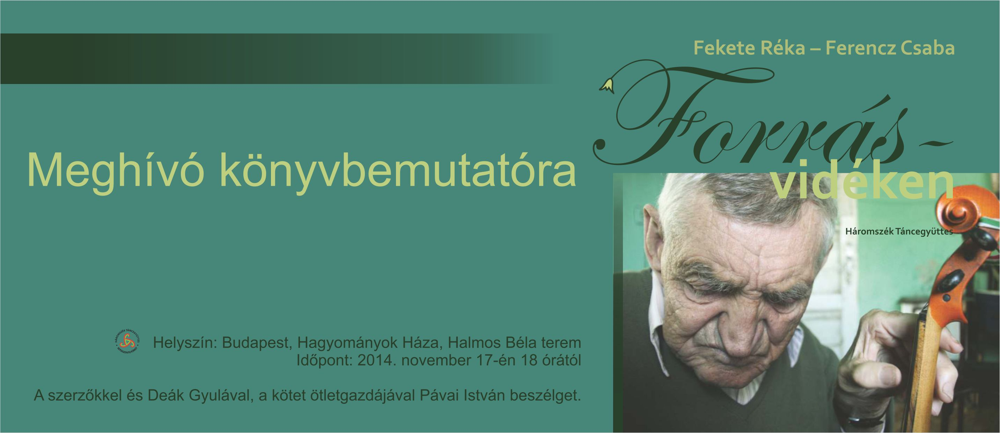 Fekete Réka – Ferencz Csaba
Forrás-
vidéken
Háromszék Táncegyüttes
Meghívó könyvbemutatóra
HÁROMSZÉK TÁNCEGYÜTTES
SEPSISZENTGYÖRGY
Helyszín: Budapest, Hagyományok Háza, Halmos Béla terem
Időpont: 2014. november 17-én 18 órától
A szerzőkkel és Deák Gyulával, a kötet ötletgazdájával Pávai István beszélget.